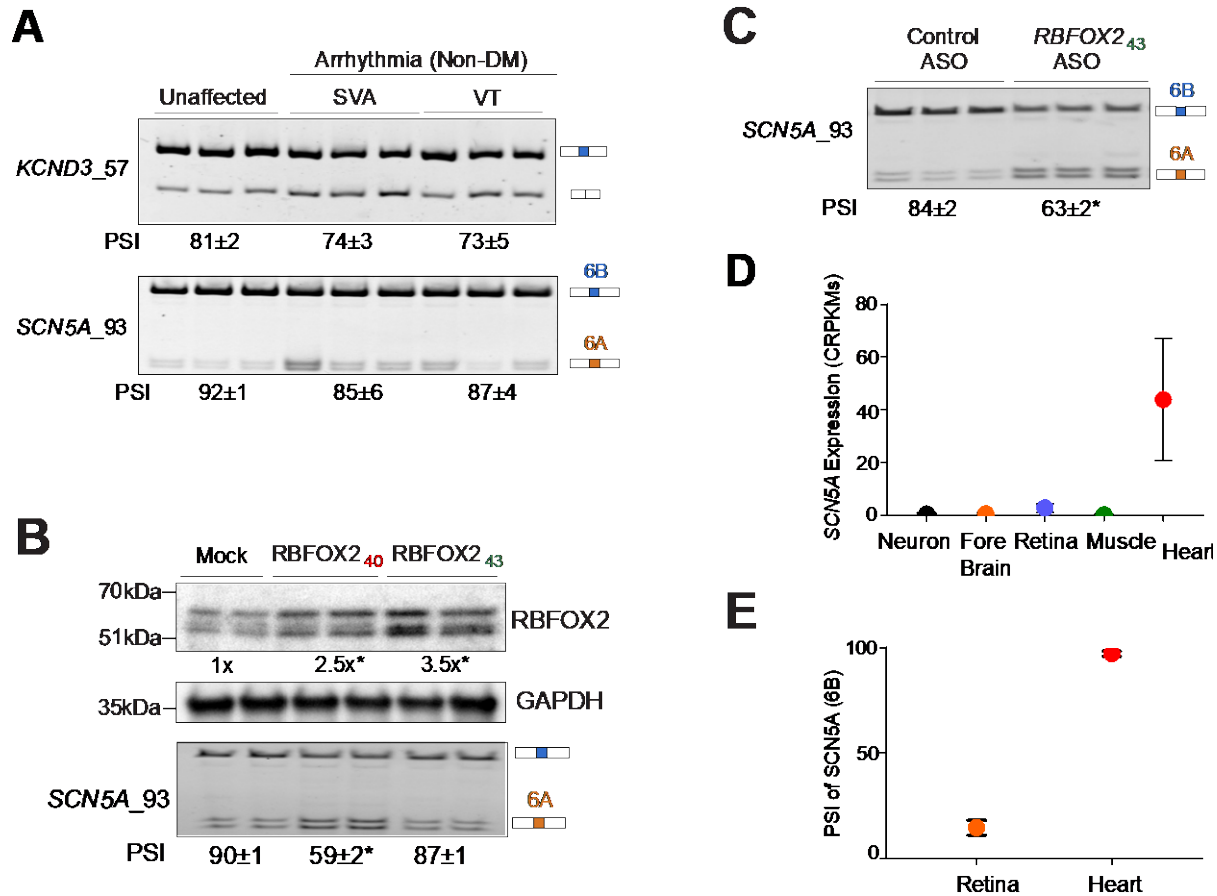 A
Arrhythmia (Non-DM)
Unaffected SVA VT
KCND3_57
PSI 81±2 74±3 73±5
6B
SCN5A_93
6A
PSI 92±1 85±6 87±4
B
Mock RBFOX2 40 RBFOX2 43
70kDa
RBFOX2
51kDa
1x 2.5x* 3.5x*
GAPDH
35kDa
SCN5A_93
6A
PSI 90±1 59±2* 87±1
C
Control RBFOX2 43
ASO ASO
6B
SCN5A_93
6A
PSI 84±2 63±2*
D
SCN5A Expression (CRPKMs)
80
60
40
20
0
Neuron Fore Retina Muscle Heart
Brain
E
PSI of SCN5A (6B)
100
50
0
Retina Heart